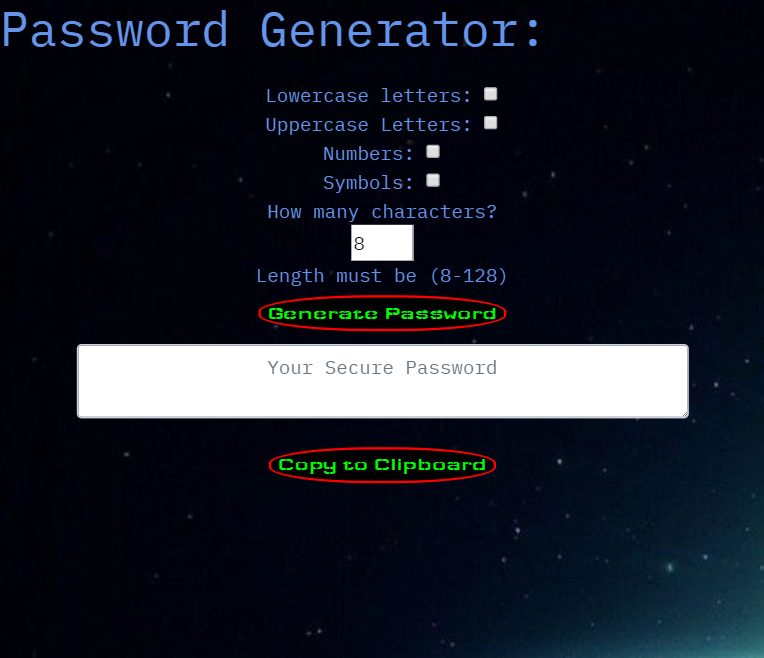 Password Generator:
Lowercase letters:
Uppercase Letters:
Numbers:
Symbols:
How many characters?
8
Length must be (8-128)
Generate Password
Your Secure Password
Copy to Clipboard